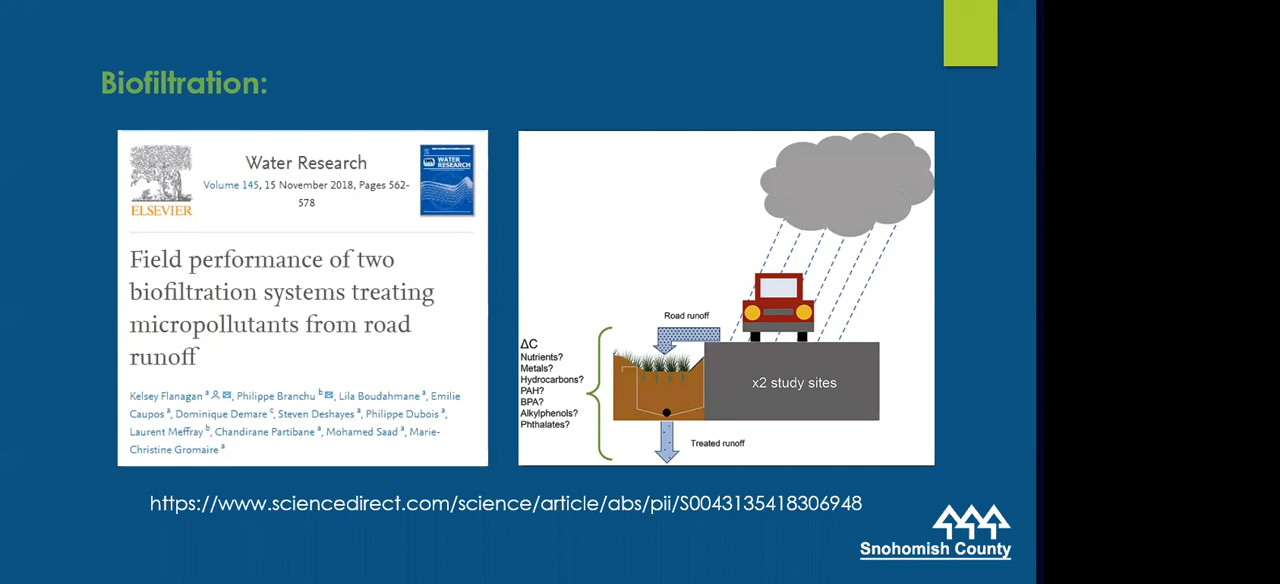 Biofiltration:
ELSEVIER
Water Research
Volume 145, 15 November 2018, Pages 562-
578
WATER
RESEARCH
Field performance of two
biofiltration systems treating
micropollutants from road
runoff
Kelsey Flanagan a, Philippe Branchu b, Lila Boudahmane a, Emilie
Caupos a, Dominique Demare c, Steven Deshayes a, Philippe Dubois a,
Laurent Meffray b, Chandirane Partibane a, Mohamed Saad a, Marie-
Christine Gromaire a
Road runoff
ΔC
Nutrients?
Metals?
Hydrocarbons?
PAH?
BPA?
Alkylphenols?
Phthalates?
x2 study sites
Treated runoff
https://www.sciencedirect.com/science/article/abs/pii/S0043135418306948
Snohomish County